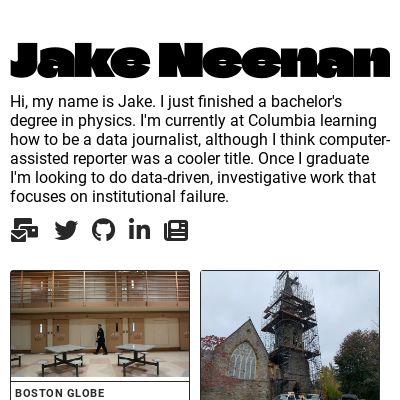 Jake Neenan
Hi, my name is Jake. I just finished a bachelor's
degree in physics. I'm currently at Columbia learning
how to be a data journalist, although I think computer-
assisted reporter was a cooler title. Once I graduate
I'm looking to do data-driven, investigative work that
focuses on institutional failure.
BOSTON GLOBE